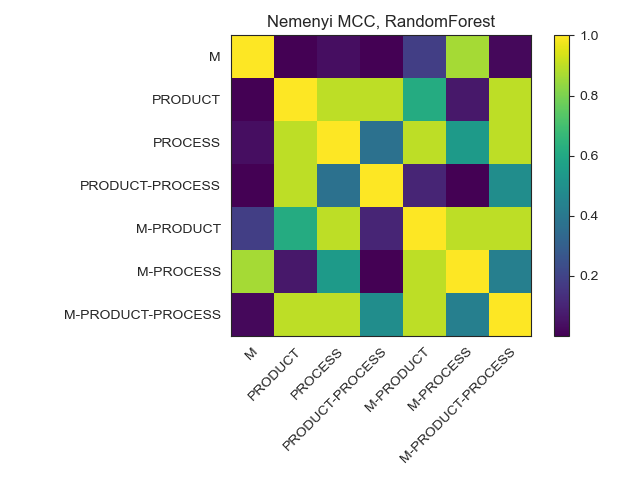 Nemenyi MCC, RandomForest
M
PRODUCT
PROCESS
PRODUCT-PROCESS
M-PRODUCT
M-PROCESS
M-PRODUCT-PROCESS
1.0
0.8
0.6
0.4
0.2
M
PRODUCT
PROCESS
PRODUCT-PROCESS
M-PRODUCT
M-PROCESS
M-PRODUCT-PROCESS